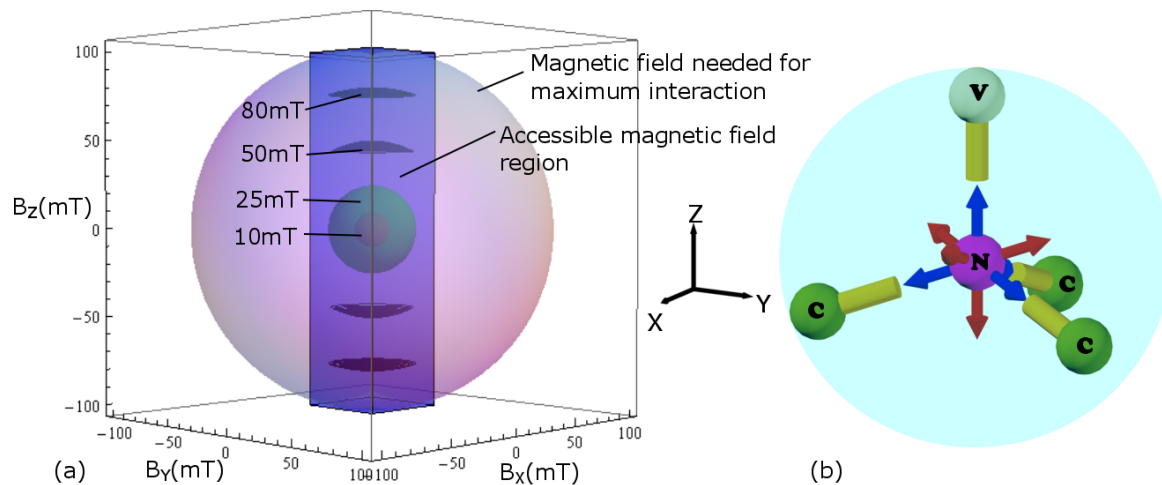 100
50
0
-50
-100
B_Z(mT)
80mT
50mT
25mT
10mT
Magnetic field needed for
maximum interaction
Accessible magnetic field
region
-100
-50
0
50
100
-100
-50
0
50
100
B_Y(mT)
B_X(mT)
(a)
Z
X
Y
V
N
C
C
C
(b)